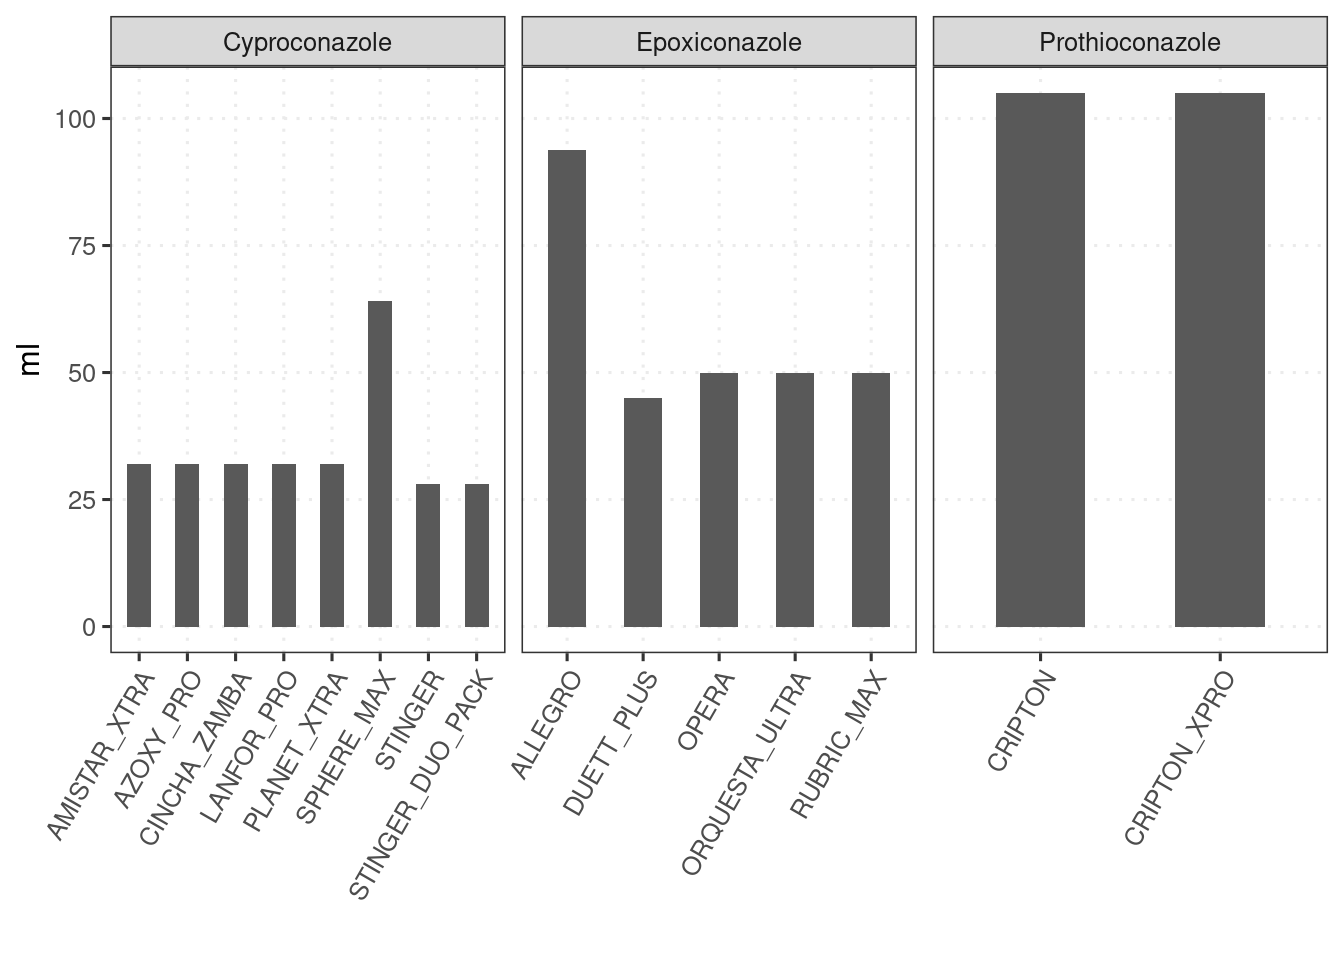 Cyproconazole
Epoxiconazole
Prothioconazole
ml
100
75
50
25
0
AMISTAR_XTRA
AZOXY_PRO
CINCHA_ZAMBA
LANFOR_PRO
PLANET_XTRA
SPHERE_MAX
STINGER
STINGER_DUO_PACK
ALLEGRO
DUETT_PLUS
OPERA
ORQUESTA_ULTRA
RUBRIC_MAX
CRIPTON
CRIPTON_XPRO